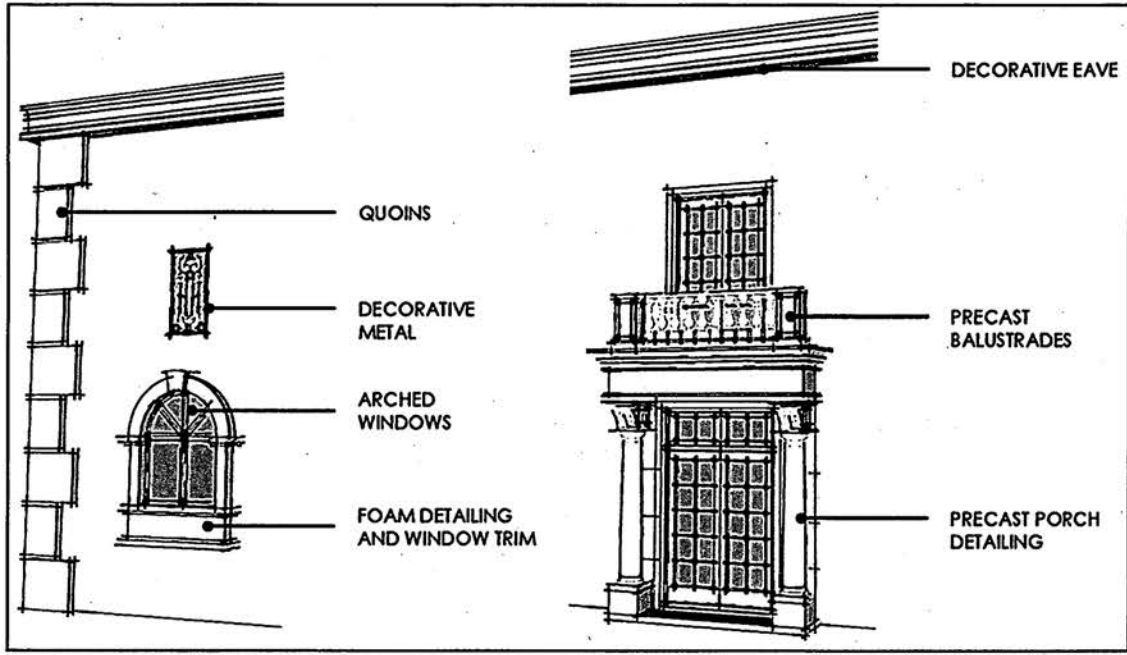 QUOINS
DECORATIVE
METAL
ARCHED
WINDOWS
FOAM DETAILING
AND WINDOW TRIM
DECORATIVE EAVE
PRECAST
BALUSTRADES
PRECAST PORCH
DETAILING